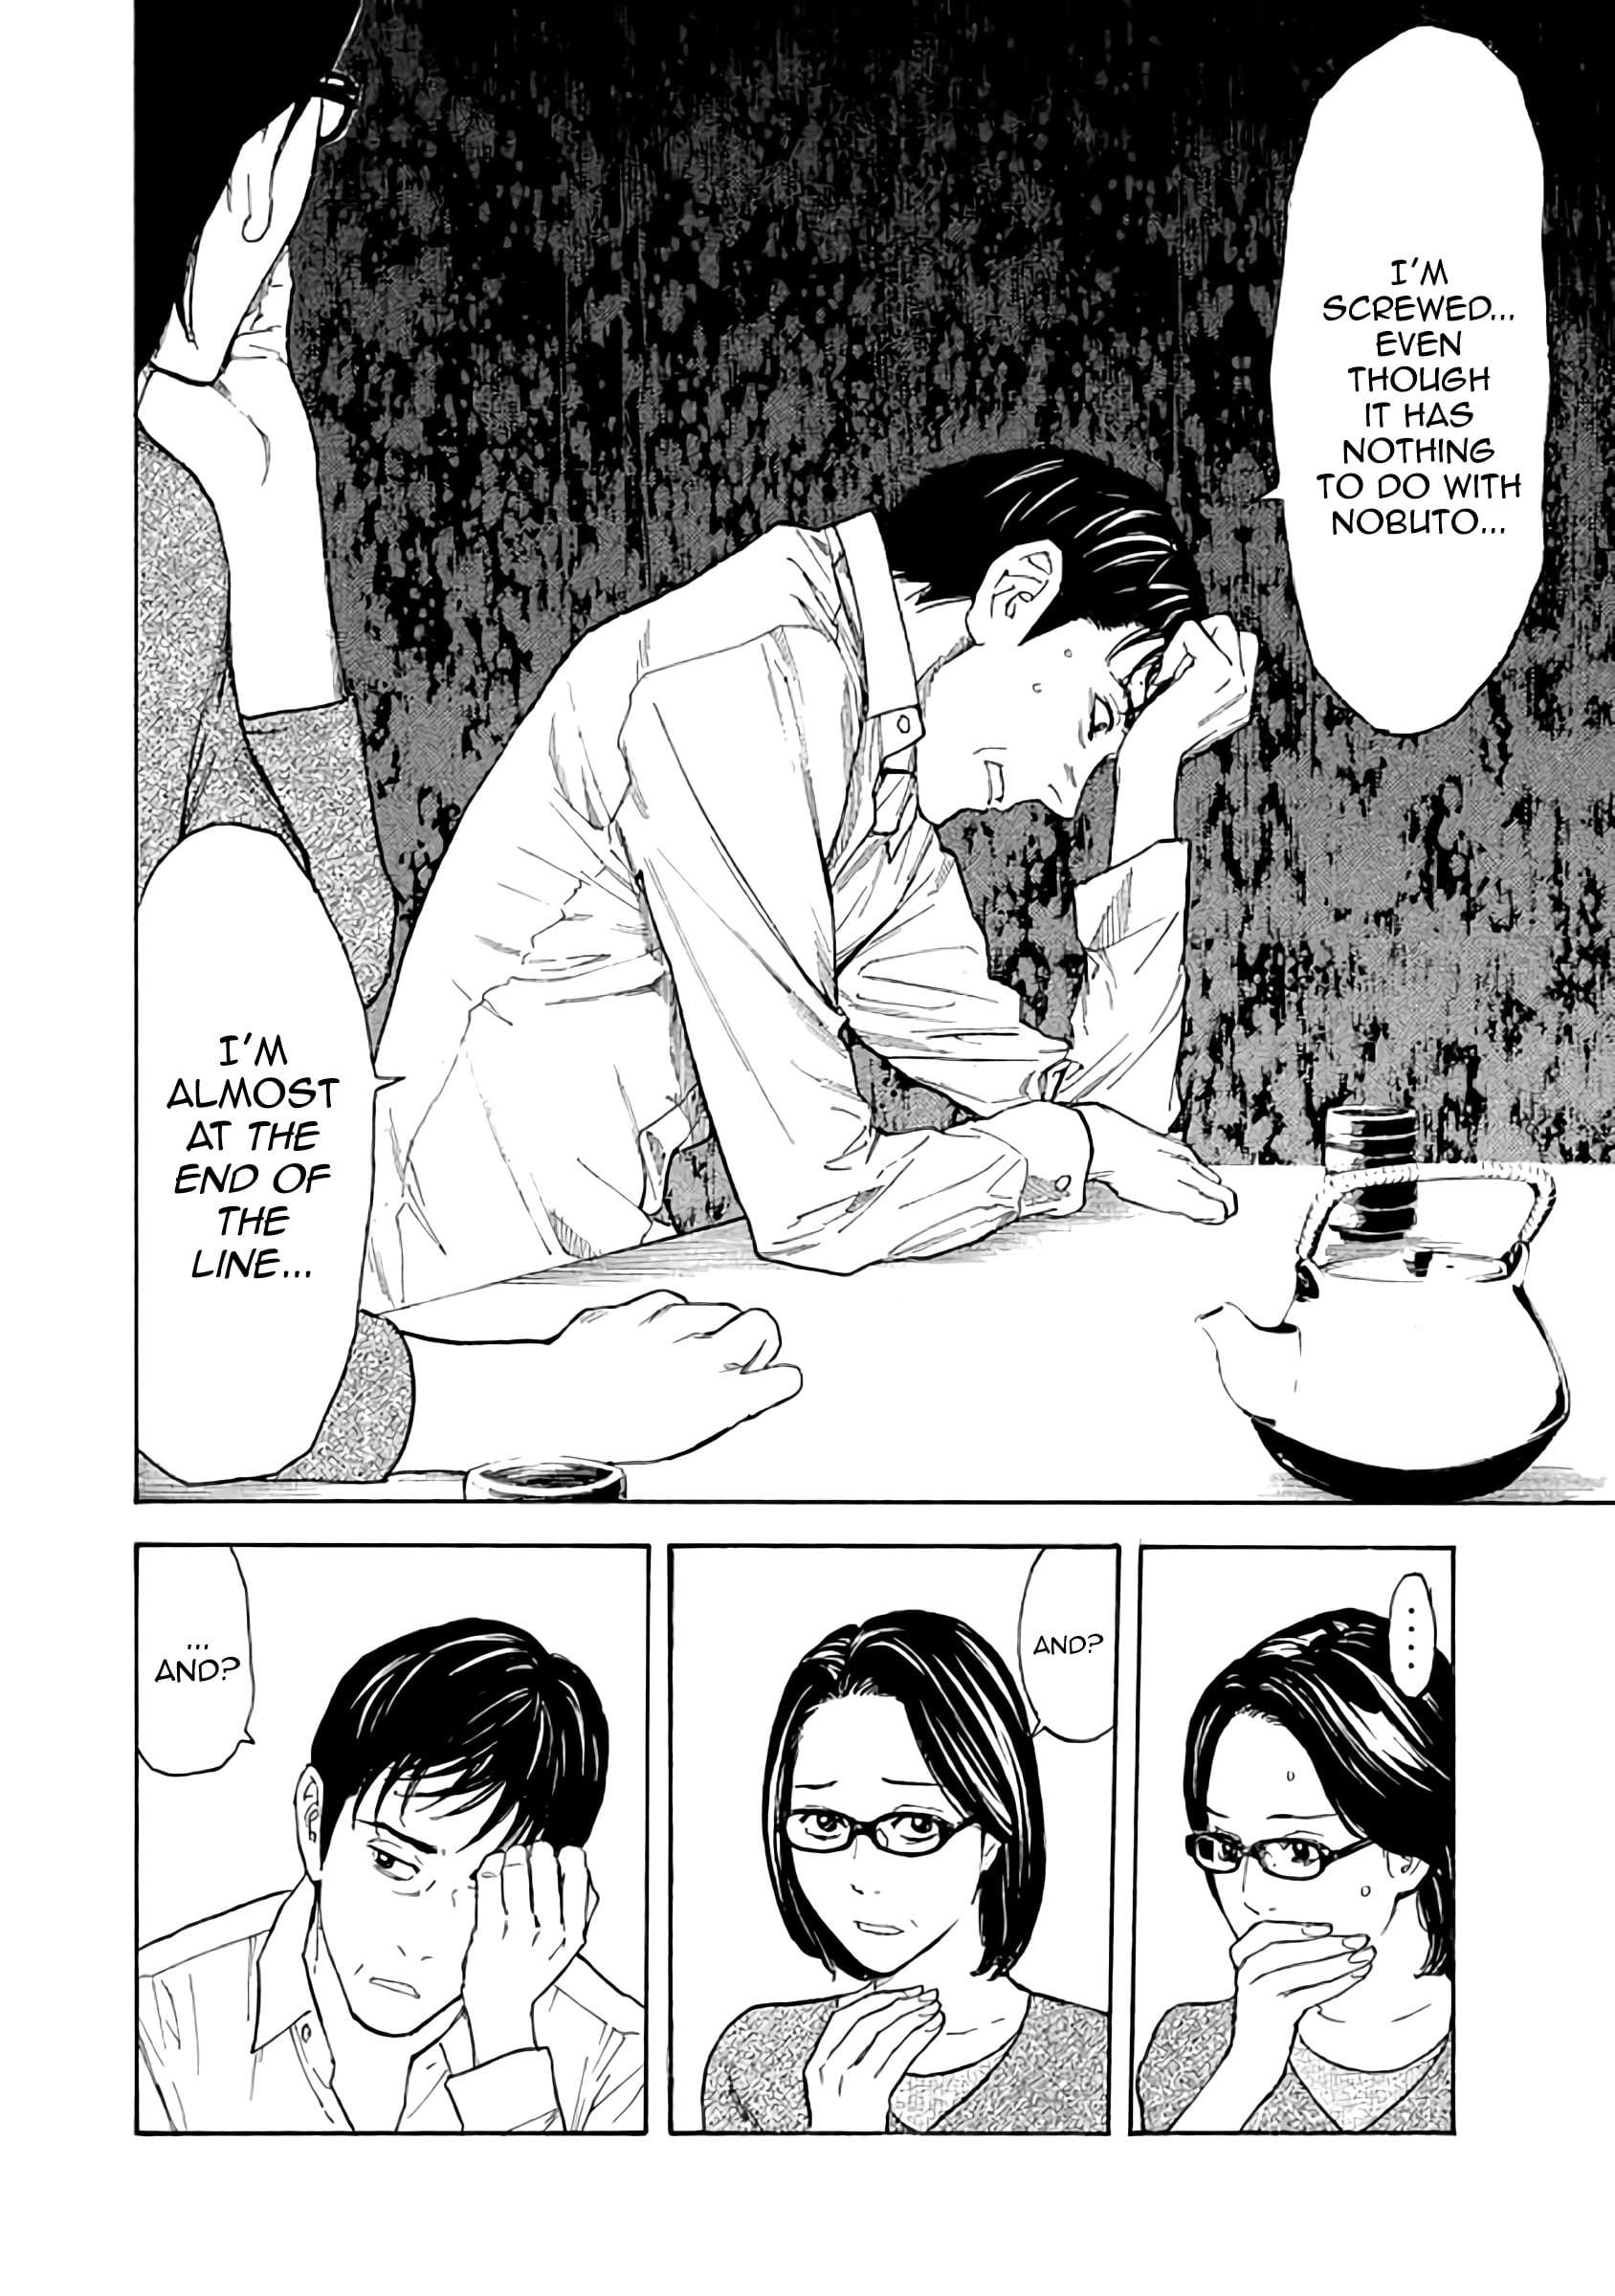 I'M
SCREWED...
EVEN
THOUGH
IT HAS
NOTHING
TO DO WITH
NOBUTO...
I'M
ALMOST
AT THE
END OF
THE
LINE...
....
AND?
...
AND?